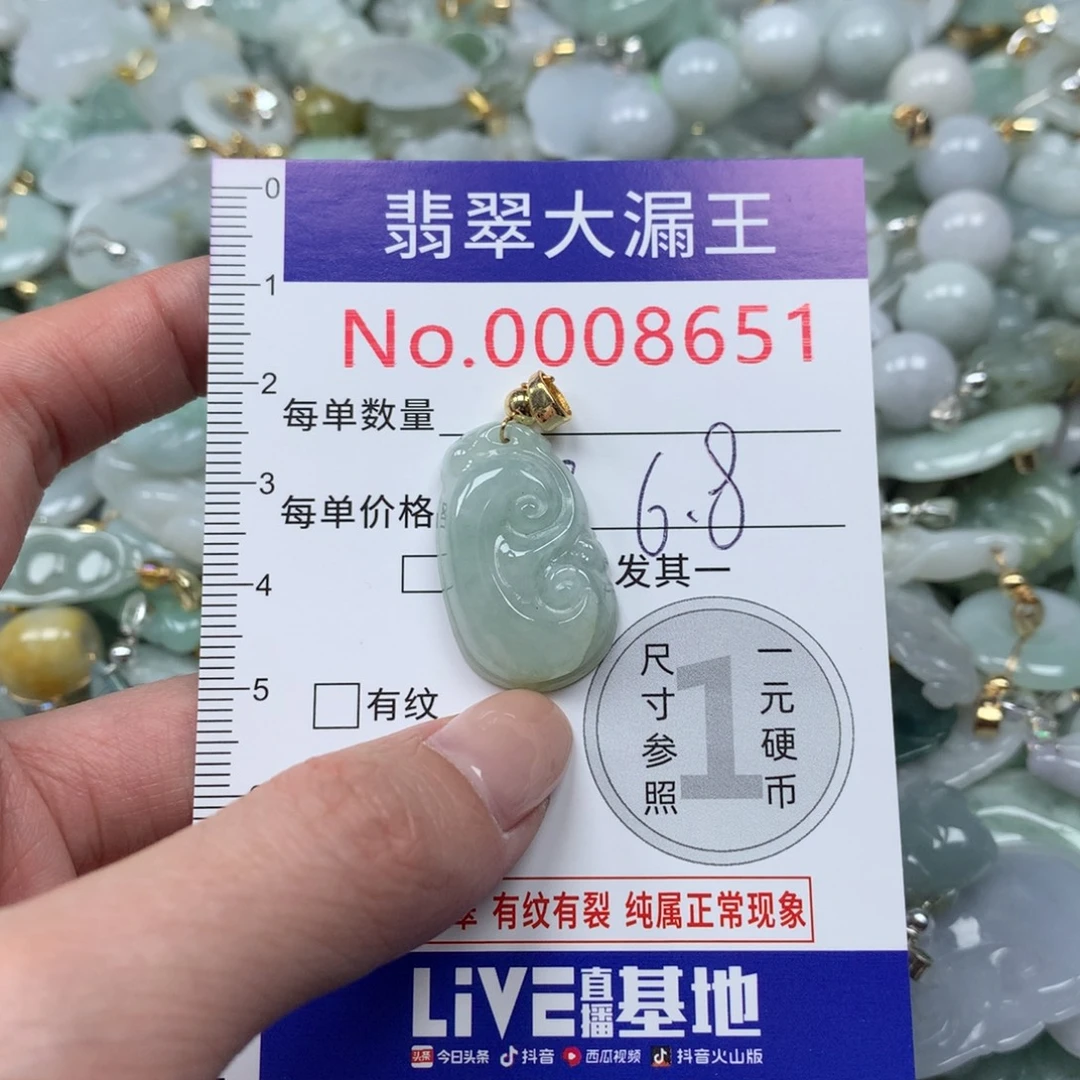 翡翠大漏王
No.0008651
0
1
2
3
4
5
每单数量
每单价格 6.8
发其一
有纹
尺寸参照
一元硬币
1
有纹有裂 纯属正常现象
LiVE直播基地
头条 今日头条 抖音 西瓜视频 抖音火山版